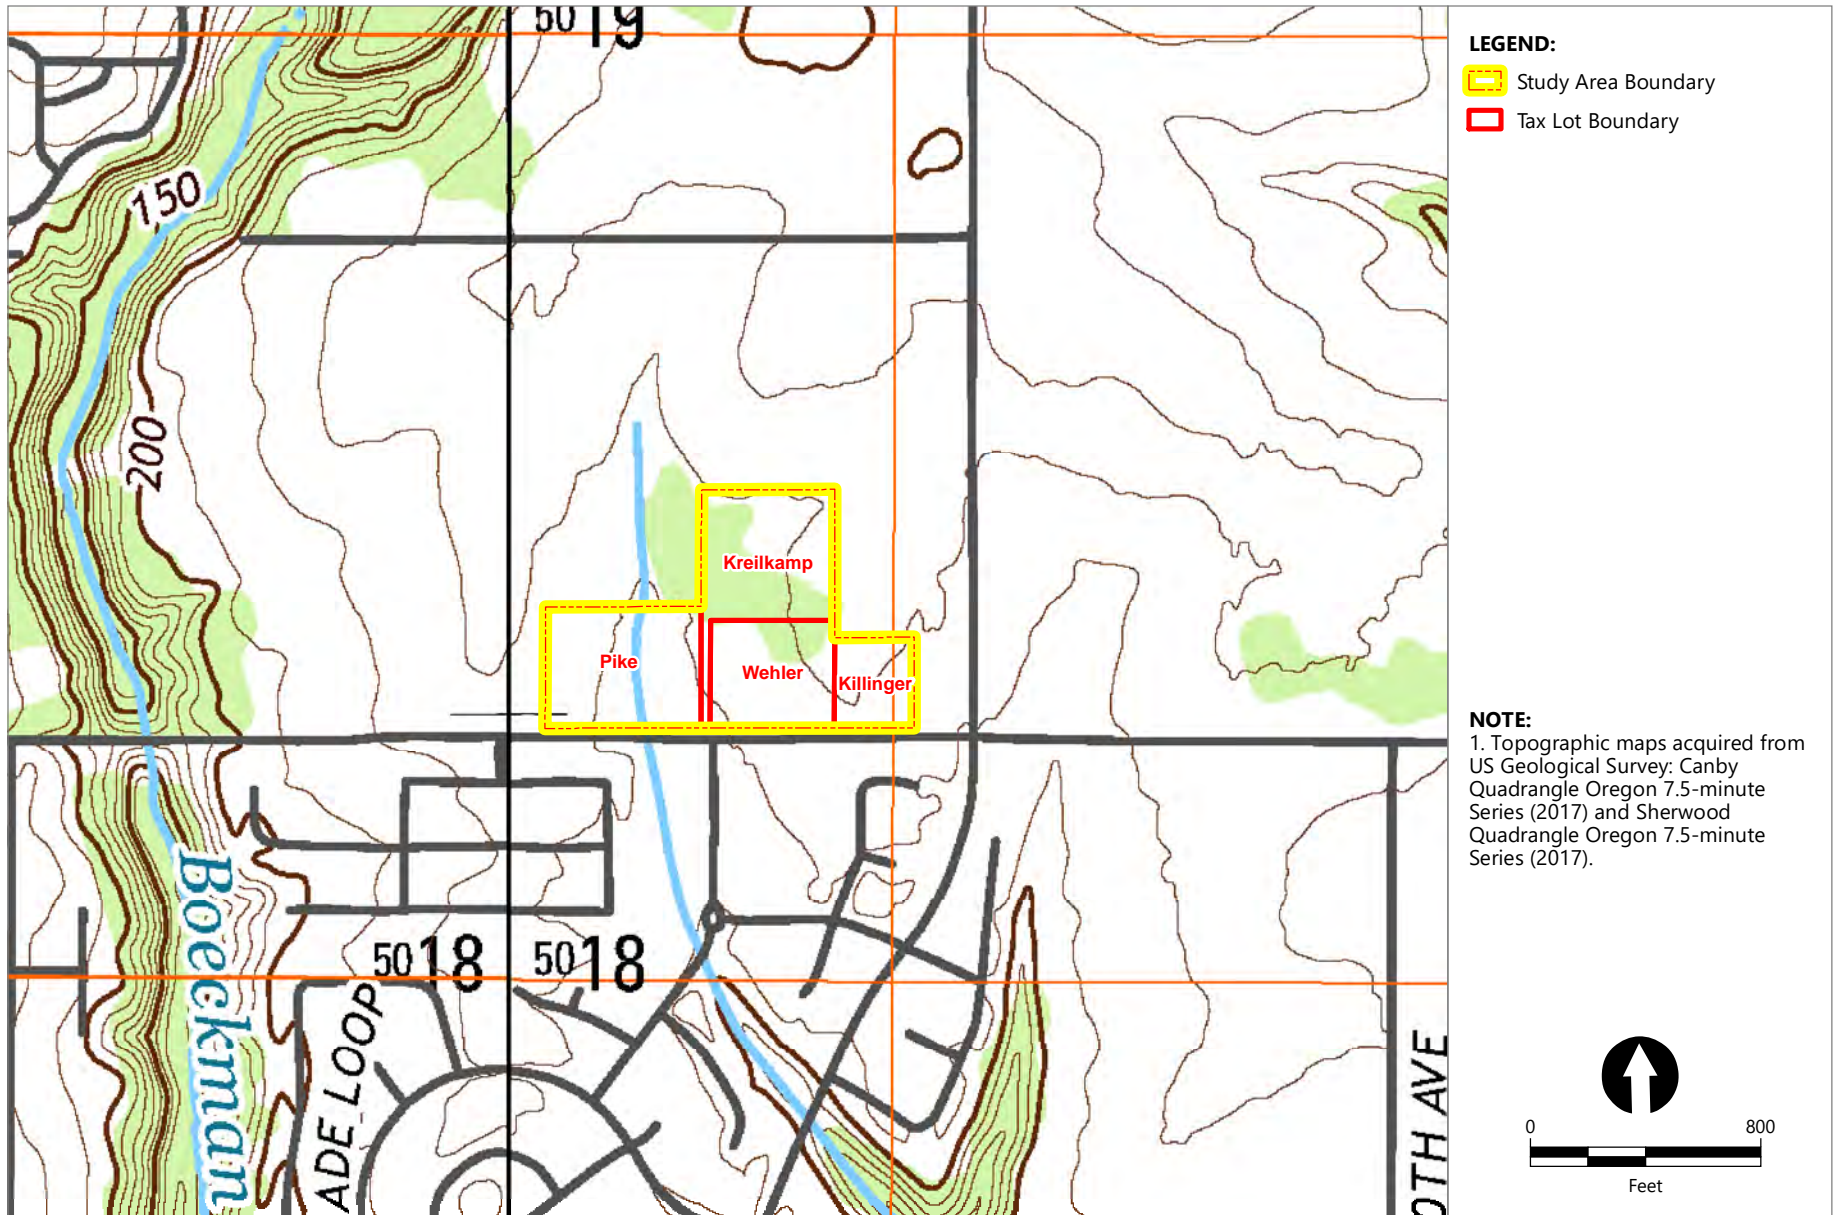 5019
150
200
Kreilkamp
Pike
Wehler
Killinger
Boeckman
5018
5018
ADE LOOP
0TH AVE
LEGEND:
Study Area Boundary
Tax Lot Boundary
NOTE:
1. Topographic maps acquired from
US Geological Survey: Canby
Quadrangle Oregon 7.5-minute
Series (2017) and Sherwood
Quadrangle Oregon 7.5-minute
Series (2017).
0 800
Feet